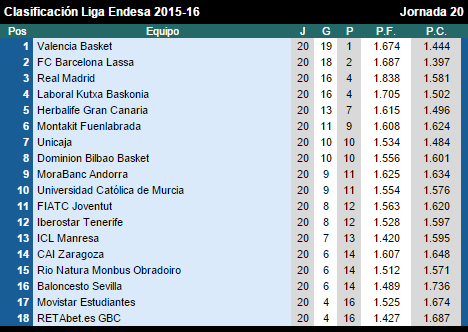 Clasificación Liga Endesa 2015-16 Jornada 20
Pos Equipo J G P P.F. P.C.
1 Valencia Basket 20 19 1 1.674 1.444
2 FC Barcelona Lassa 20 18 2 1.687 1.397
3 Real Madrid 20 16 4 1.838 1.581
4 Laboral Kutxa Baskonia 20 16 4 1.705 1.502
5 Herbalife Gran Canaria 20 13 7 1.615 1.496
6 Montakit Fuenlabrada 20 11 9 1.608 1.624
7 Unicaja 20 10 10 1.534 1.484
8 Dominion Bilbao Basket 20 10 10 1.556 1.601
9 MoraBanc Andorra 20 9 11 1.625 1.634
10 Universidad Católica de Murcia 20 9 11 1.554 1.576
11 FIATC Joventut 20 8 12 1.563 1.620
12 Iberostar Tenerife 20 8 12 1.528 1.597
13 ICL Manresa 20 7 13 1.420 1.595
14 CAI Zaragoza 20 6 14 1.607 1.648
15 Rio Natura Monbus Obradoiro 20 6 14 1.512 1.571
16 Baloncesto Sevilla 20 6 14 1.489 1.736
17 Movistar Estudiantes 20 4 16 1.525 1.674
18 RETAbet.es GBC 20 4 16 1.427 1.687